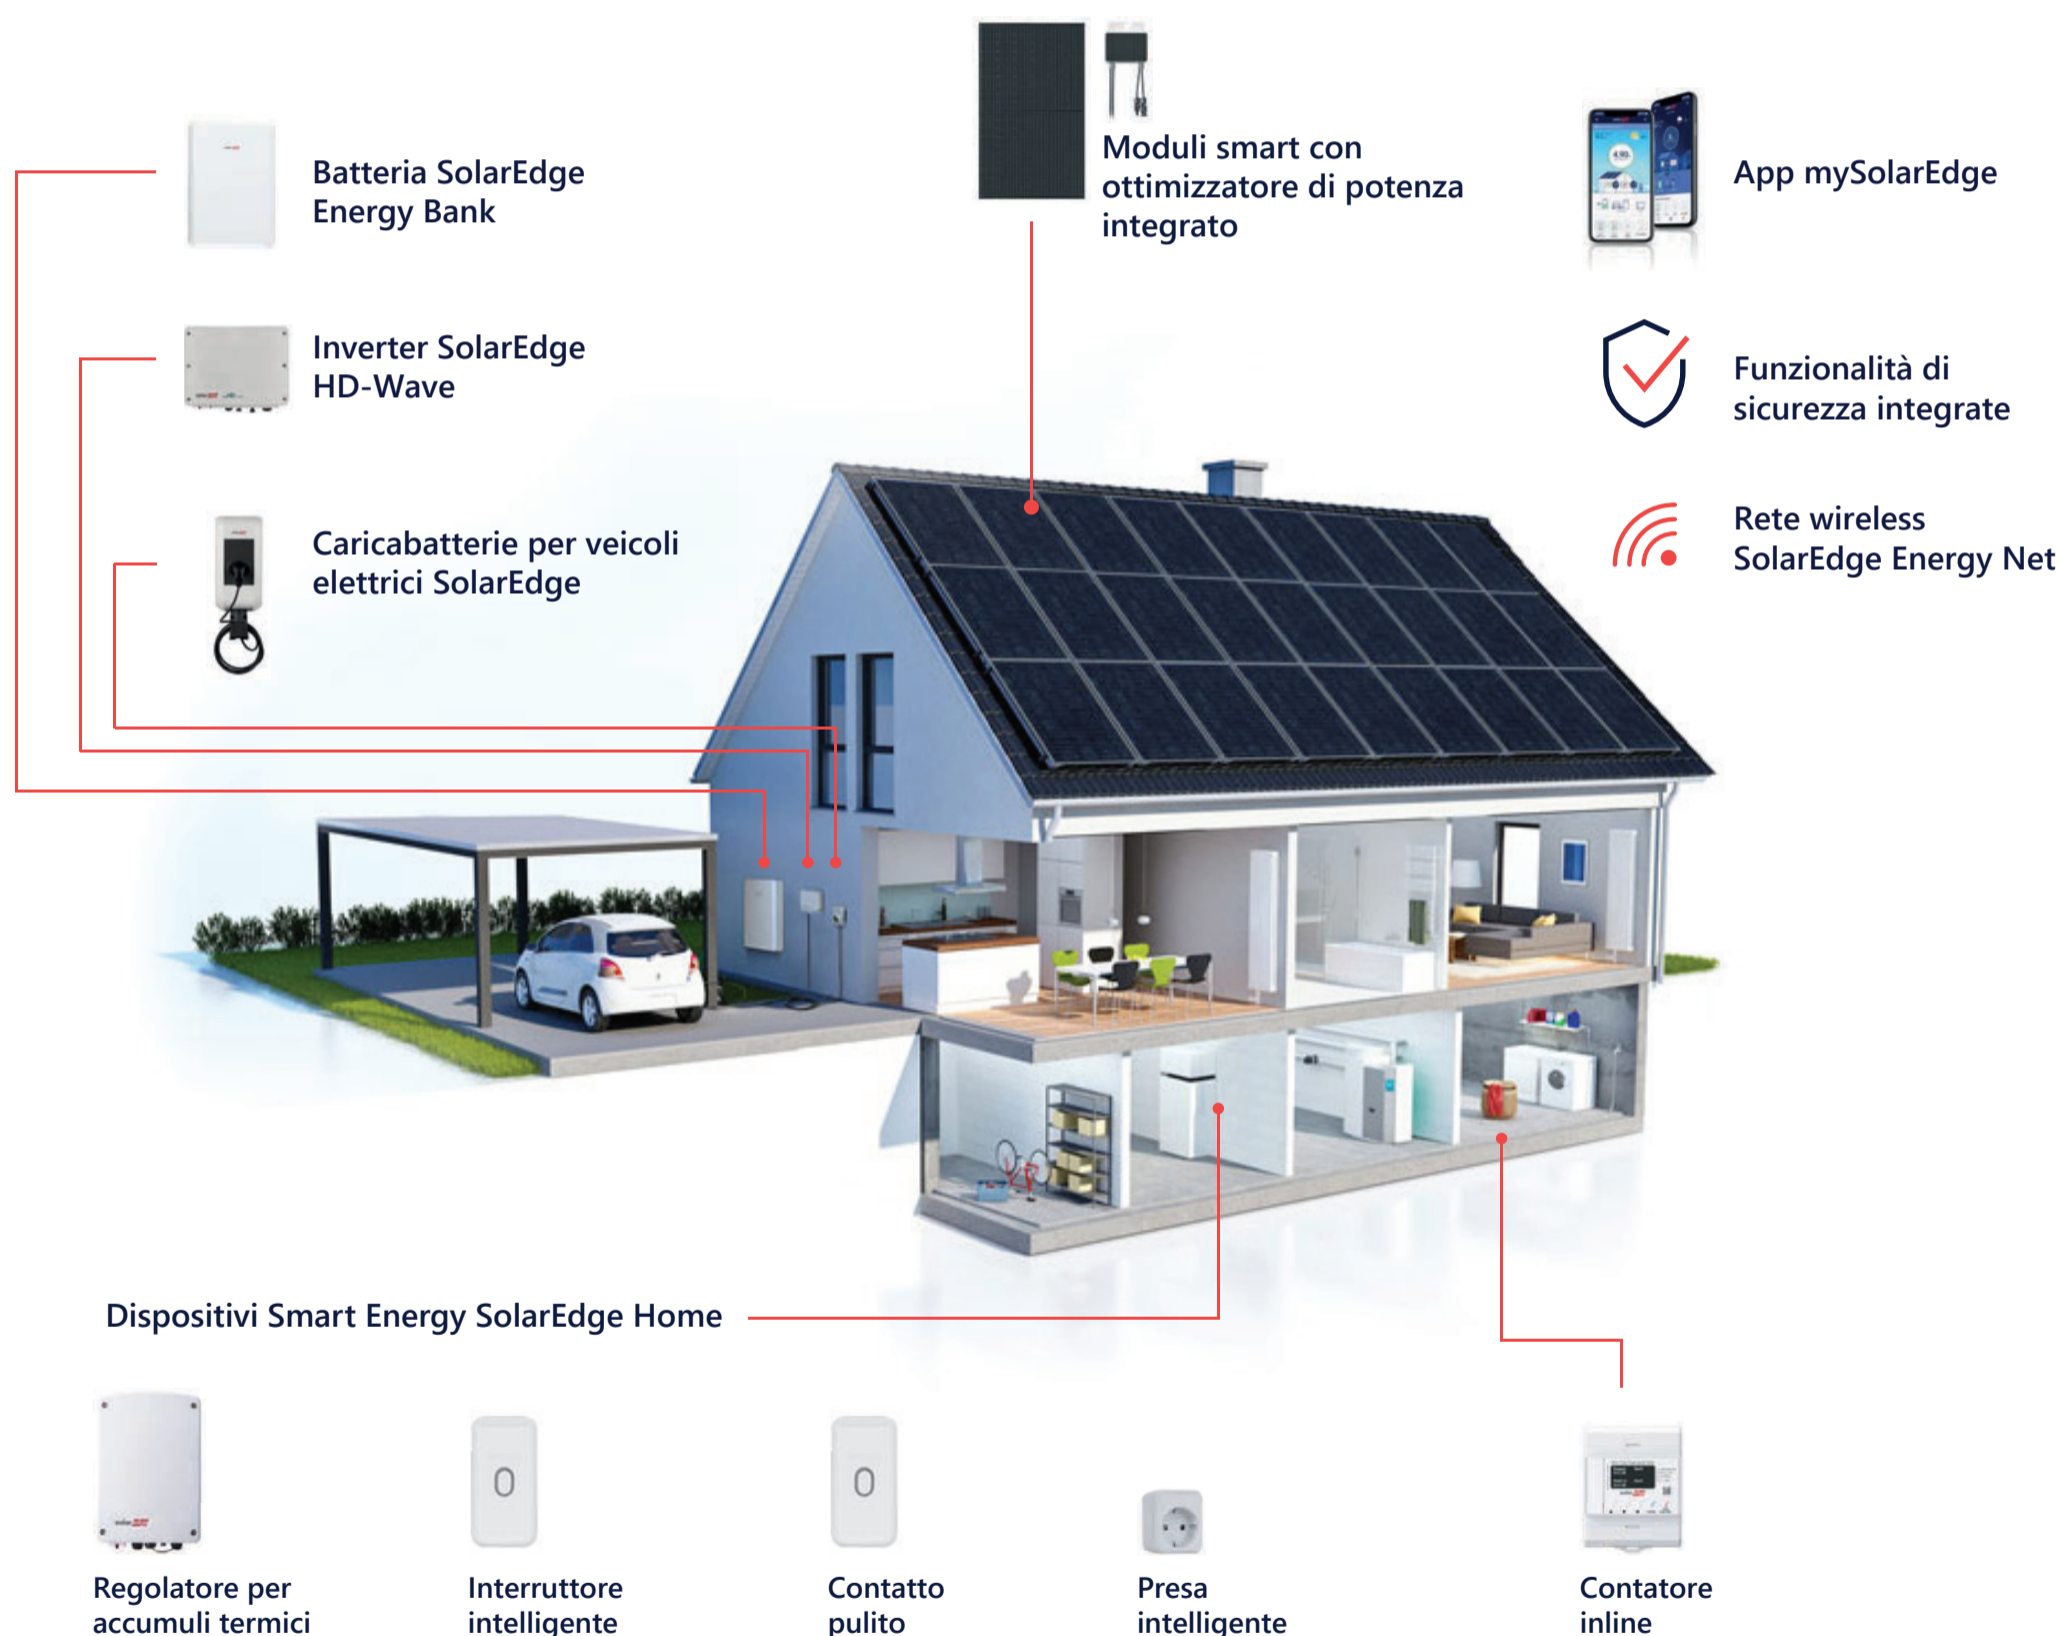 Moduli smart con
ottimizzatore di potenza
integrato
Batteria SolarEdge
Energy Bank
App mySolarEdge
Inverter SolarEdge
HD-Wave
Funzionalità di
sicurezza integrate
Caricabatterie per veicoli
elettrici SolarEdge
Rete wireless
SolarEdge Energy Net
Dispositivi Smart Energy SolarEdge Home
Regolatore per
accumuli termici
Interruttore
intelligente
Contatto
pulito
Presa
intelligente
Contatore
inline